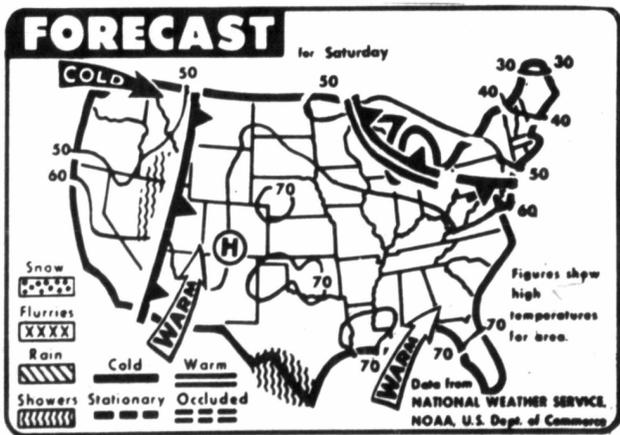 FORECAST
for Saturday
COLD
50
50
30
30
40
40
50
60
50
60
70
H
70
WARM
WARM
70
70
70
Figures show
high
temperatures
for area.
Snow
Flurries
XXXX
Rain
Showers
Cold
Warm
Stationary
Occluded
Data from
NATIONAL WEATHER SERVICE,
NOAA, U.S. Dept. of Commerce